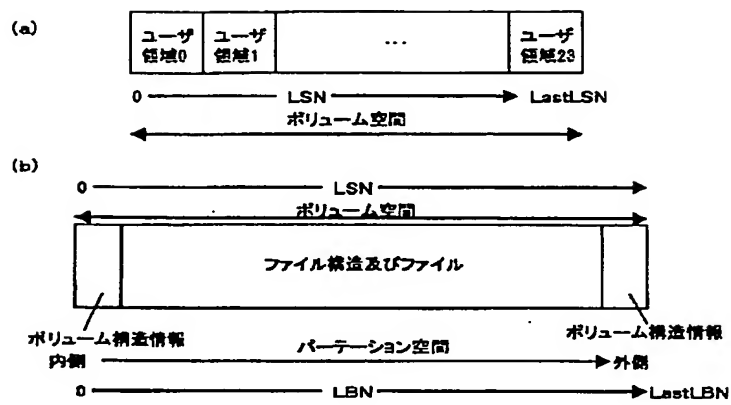 (a)
ユーザ 領域0
ユーザ 領域1
...
ユーザ 領域23
0 LSN LastLSN
ボリューム空間
(b)
0 LSN
ボリューム空間
ファイル構造及びファイル
ボリューム構造情報 ボリューム構造情報
内側 パーテーション空間 外側
0 LBN LastLBN